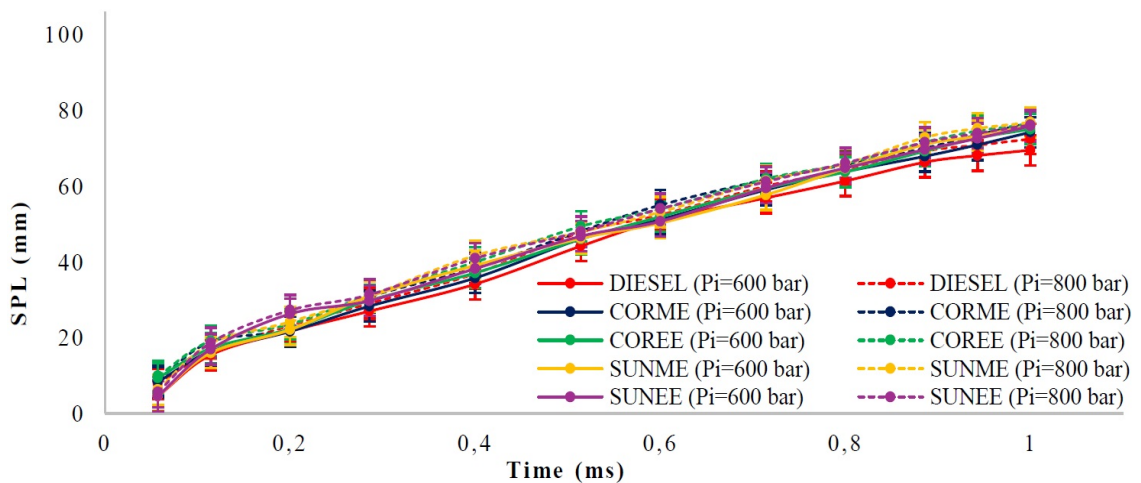 100
80
60
40
20
0
SPL (mm)
DIESEL (Pi=600 bar)
DIESEL (Pi=800 bar)
CORME (Pi=600 bar)
CORME (Pi=800 bar)
COREE (Pi=600 bar)
COREE (Pi=800 bar)
SUNME (Pi=600 bar)
SUNME (Pi=800 bar)
SUNEE (Pi=600 bar)
SUNEE (Pi=800 bar)
0 0,2 0,4 0,6 0,8 1
Time (ms)